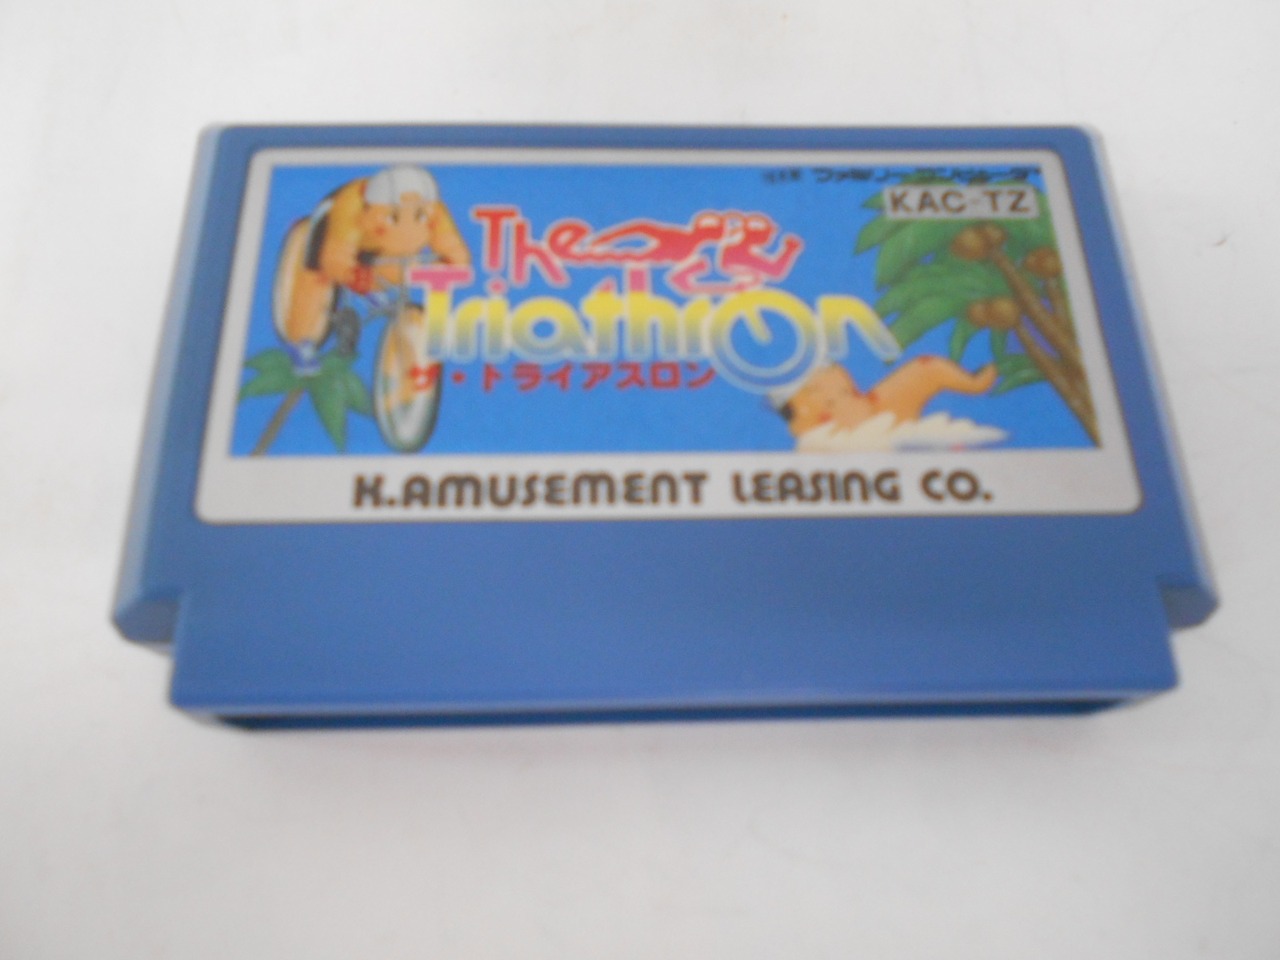 ファミリーコンピュータ
KAC-TZ
The
Triathron
ザ・トライアスロン
K.AMUSEMENT LEASING CO.